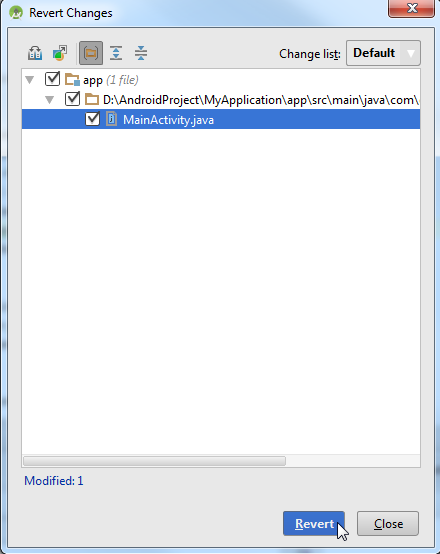 Revert Changes
Change list: Default
app (1 file)
D:\AndroidProject\MyApplication\app\src\main\java\com\
MainActivity.java
Modified: 1
Revert Close